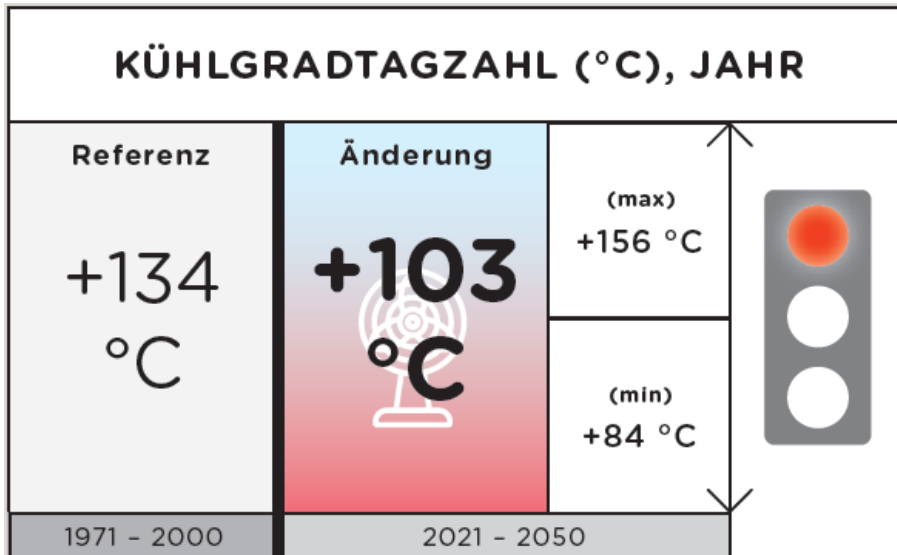 KÜHLGRADTAGZAHL (°C), JAHR
Referenz
+134
°C
Änderung
+103
°C
(max)
+156 °C
(min)
+84 °C
1971 – 2000
2021 – 2050